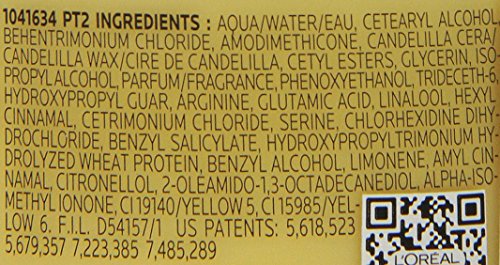 1041634 PT2 INGREDIENTS : AQUA/WATER/EAU, CETEARYL ALCOHOL
BEHENTRIMONIUM CHLORIDE, AMODIMETHICONE, CANDELILLA CERA/
CANDELILLA WAX/CIRE DE CANDELILLA, CETYL ESTERS, GLYCERIN, ISO
PROPYLALCOHOL, PARFUM/FRAGRANCE, PHENOXYETHANOL, TRIDECETH-6
HYDROXYPROPYL GUAR, ARGININE, GLUTAMIC ACID, LINALOOL, HEXYL
CINNAMAL, CETRIMONIUM CHLORIDE, SERINE, CHLORHEXIDINE DIHY
DROCHLORIDE, BENZYL SALICYLATE, HYDROXYPROPYLTRIMONIUM HY
DROLYZED WHEAT PROTEIN, BENZYL ALCOHOL, LIMONENE, AMYL CIN
NAMAL, CITRONELLOL, 2-OLEAMIDO-1,3-OCTADECANEDIOL, ALPHA-ISO-
METHYL IONONE, CI 19140/YELLOW 5, CI 15985/YEL-
LOW 6. F.I.L. D54157/1 US PATENTS: 5,618,523
5,679,357 7,223,385 7,485,289
L'ORÉAL